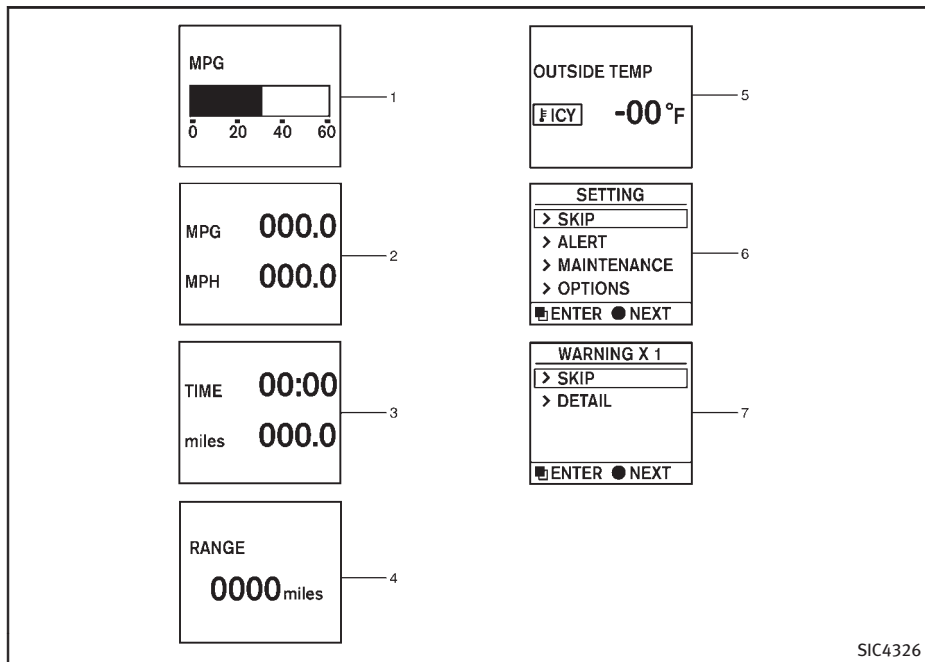 MPG
0 20 40 60
1
MPG 000.0
MPH 000.0
2
TIME 00:00
miles 000.0
3
RANGE
0000 miles
4
OUTSIDE TEMP
ICY -00°F
5
SETTING
> SKIP
> ALERT
> MAINTENANCE
> OPTIONS
ENTER ● NEXT
6
WARNING X 1
> SKIP
> DETAIL
ENTER ● NEXT
7
SIC4326